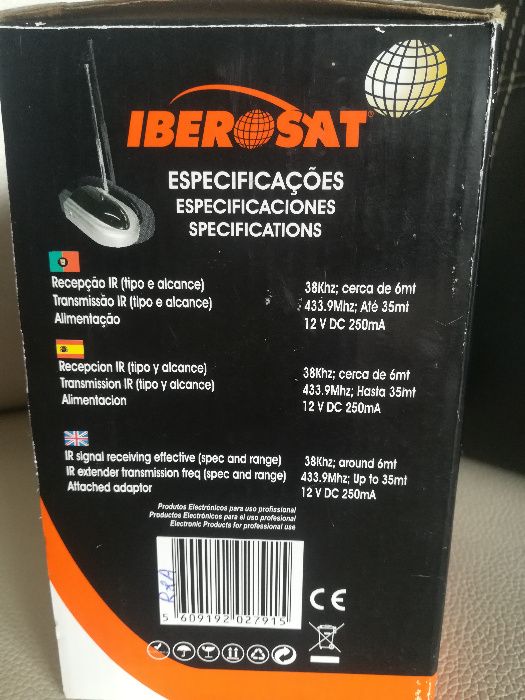 IBEROSAT®
ESPECIFICAÇÕES
ESPECIFICACIONES
SPECIFICATIONS
Recepção IR (tipo e alcance) 38Khz; cerca de 6mt
Transmissão IR (tipo e alcance) 433.9Mhz; Até 35mt
Alimentação 12 V DC 250mA
Recepcion IR (tipo y alcance) 38Khz; cerca de 6mt
Transmission IR (tipo y alcance) 433.9Mhz; Hasta 35mt
Alimentacion 12 V DC 250mA
IR signal receiving effective (spec and range) 38Khz; around 6mt
IR extender transmission freq (spec and range) 433.9Mhz; Up to 35mt
Attached adaptor 12 V DC 250mA
Produtos Electrónicos para uso profissional
Productos Electrónicos para el uso profesional
Electronic Products for professional use
CE
5 609192 027915